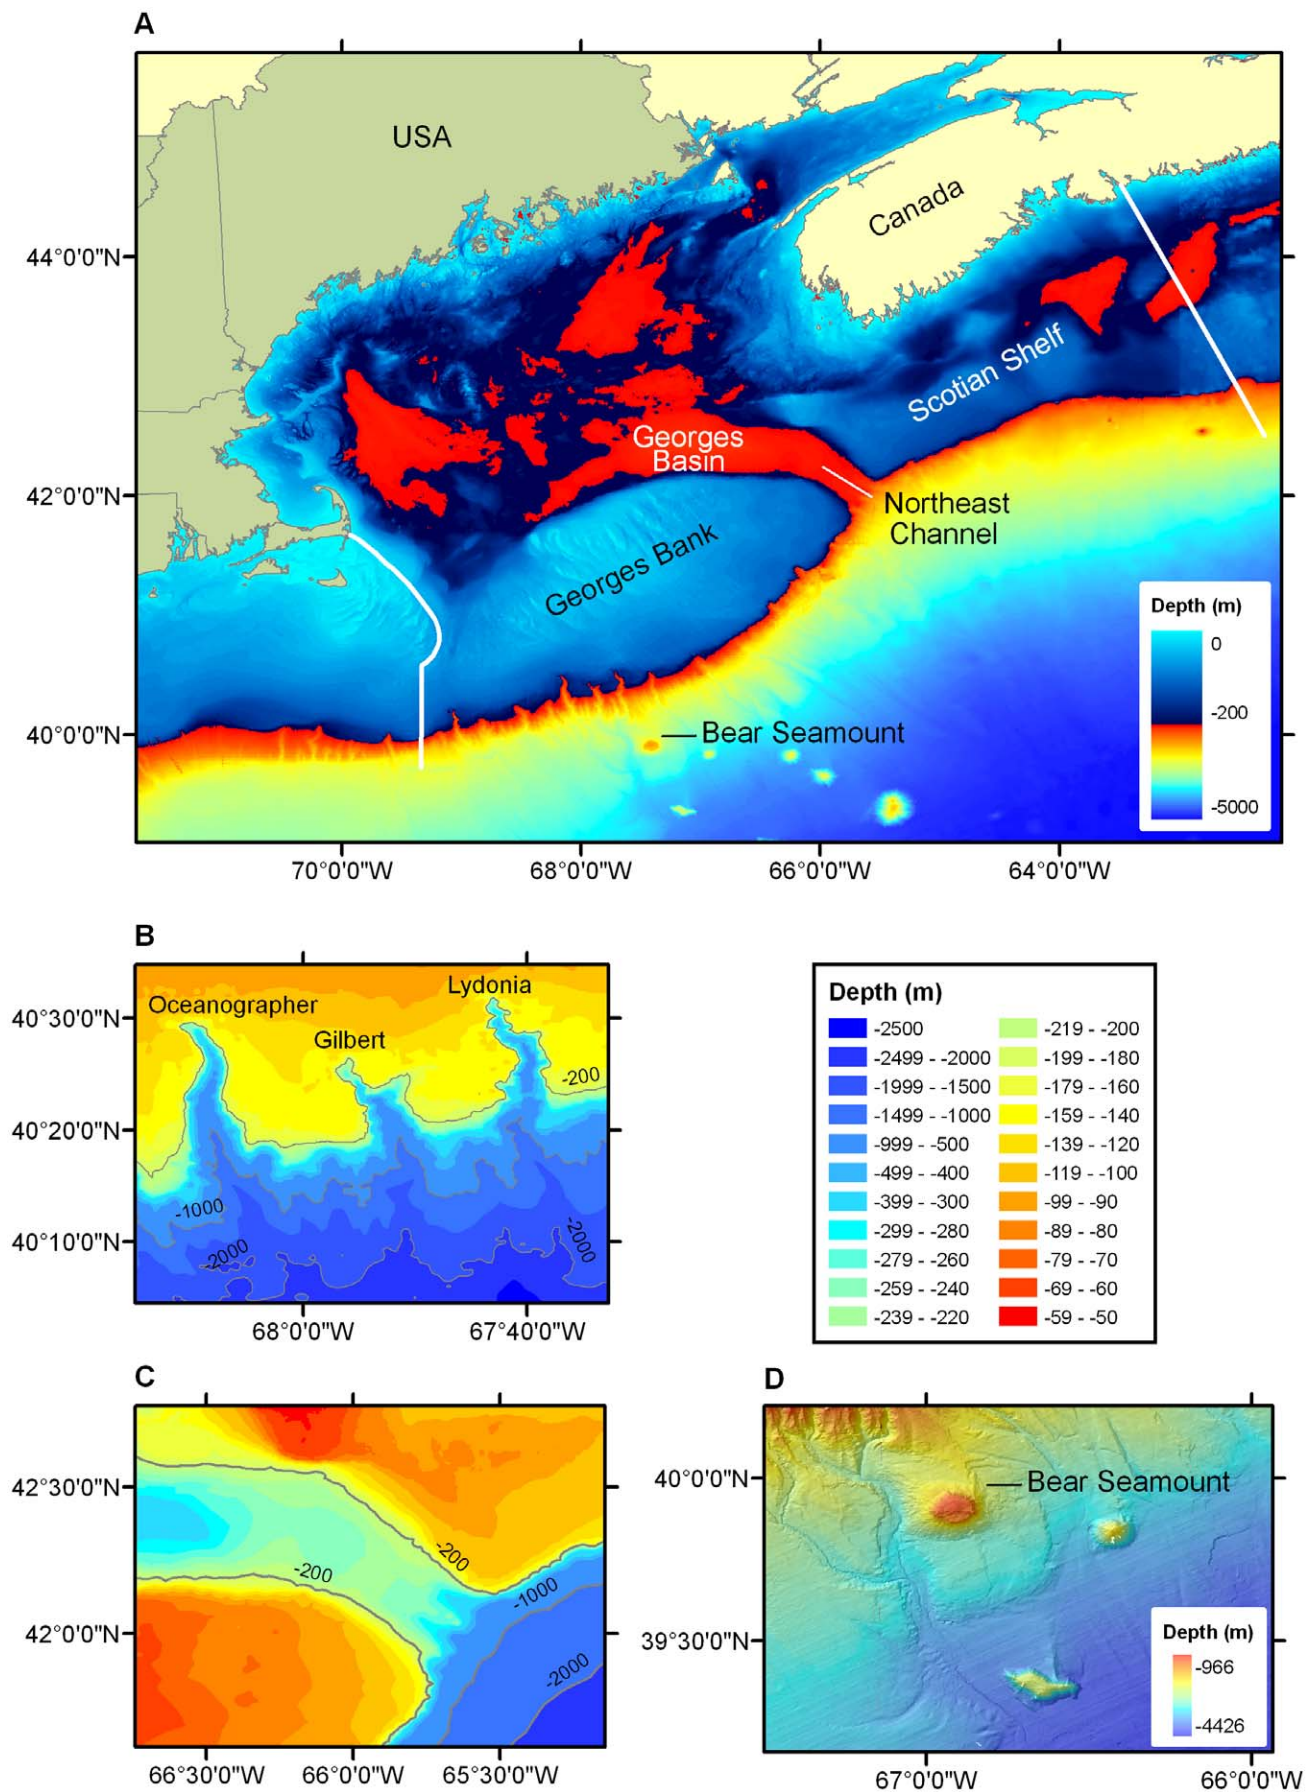 A
USA
Canada
44°0'0"N
Scotian Shelf
Georges
Basin
42°0'0"N
Northeast
Channel
Georges Bank
Depth (m)
0
-200
-5000
40°0'0"N
Bear Seamount
70°0'0"W 68°0'0"W 66°0'0"W 64°0'0"W
B
Lydonia
Oceanographer
40°30'0"N
Gilbert
-200
40°20'0"N
-1000
-2000
-2000
40°10'0"N
68°0'0"W 67°40'0"W
Depth (m)
-2500 -219 - -200
-2499 - -2000 -199 - -180
-1999 - -1500 -179 - -160
-1499 - -1000 -159 - -140
-999 - -500 -139 - -120
-499 - -400 -119 - -100
-399 - -300 -99 - -90
-299 - -280 -89 - -80
-279 - -260 -79 - -70
-259 - -240 -69 - -60
-239 - -220 -59 - -50
C
42°30'0"N
-200
-200
-1000
42°0'0"N
-2000
66°30'0"W 66°0'0"W 65°30'0"W
D
40°0'0"N
Bear Seamount
39°30'0"N
Depth (m)
-966
-4426
67°0'0"W 66°0'0"W